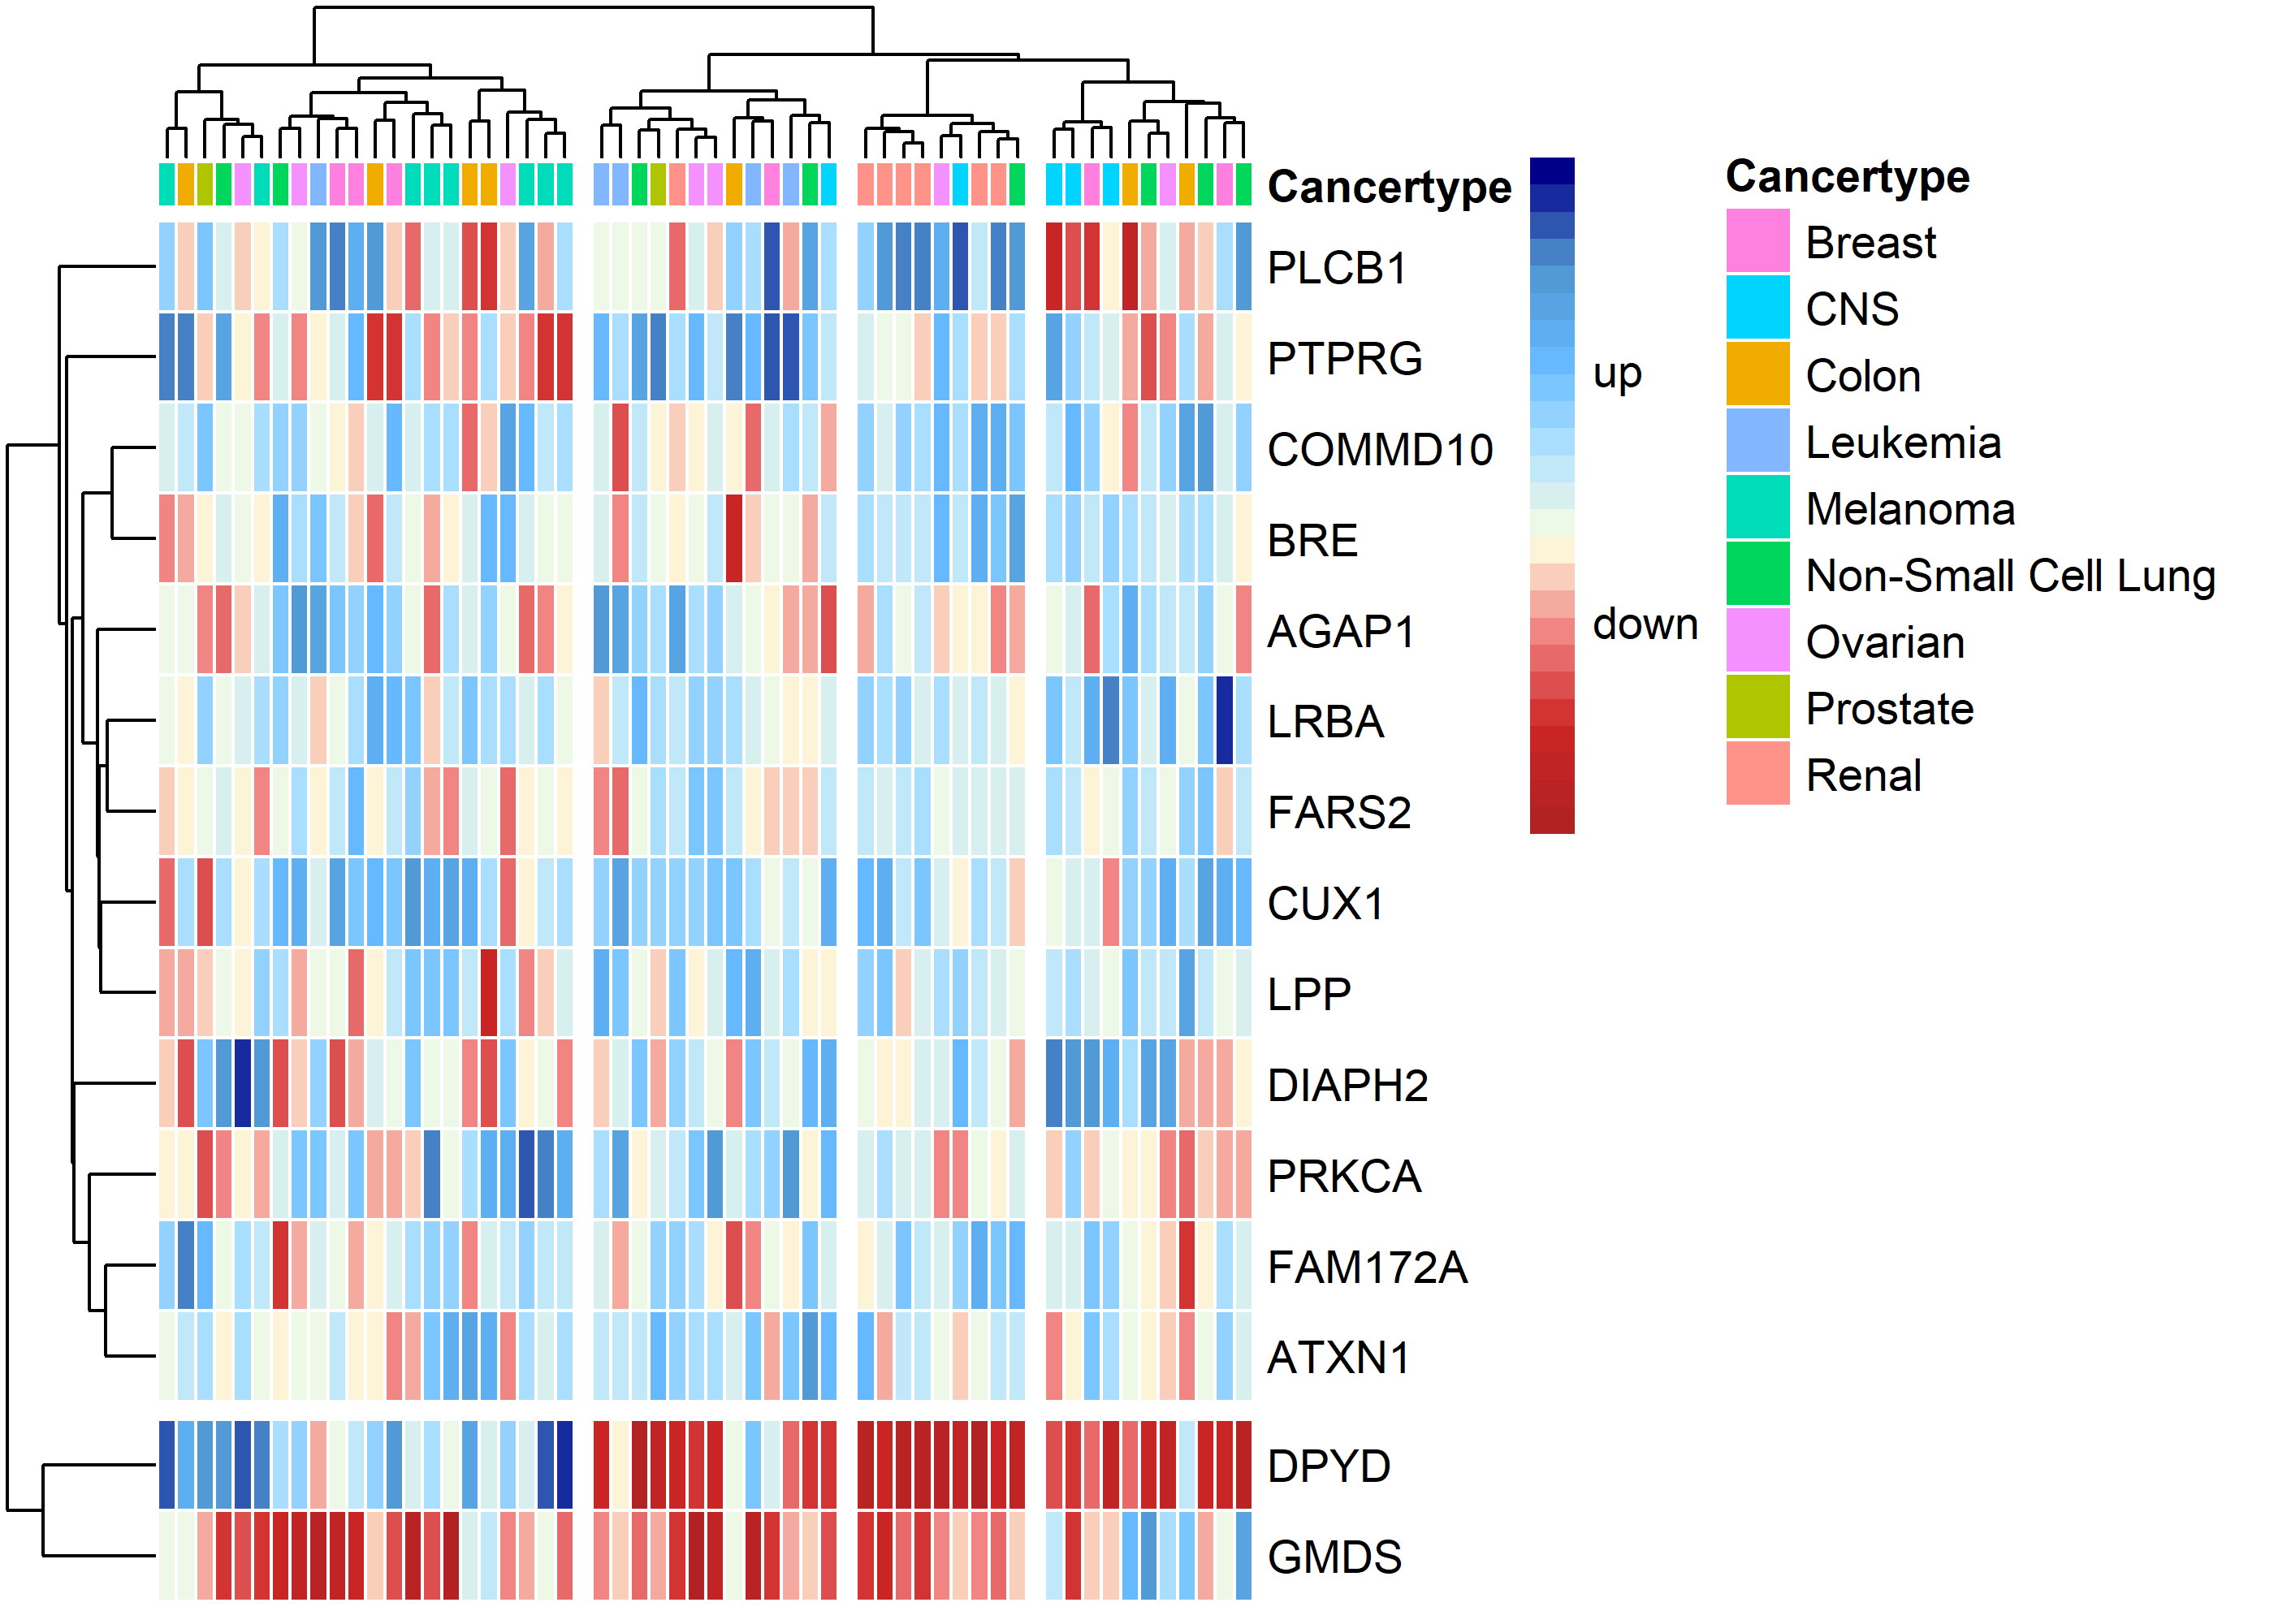 Cancertype
PLCB1
PTPRG
COMMD10
BRE
AGAP1
LRBA
FARS2
CUX1
LPP
DIAPH2
PRKCA
FAM172A
ATXN1
DPYD
GMDS
up
down
Cancertype
Breast
CNS
Colon
Leukemia
Melanoma
Non-Small Cell Lung
Ovarian
Prostate
Renal